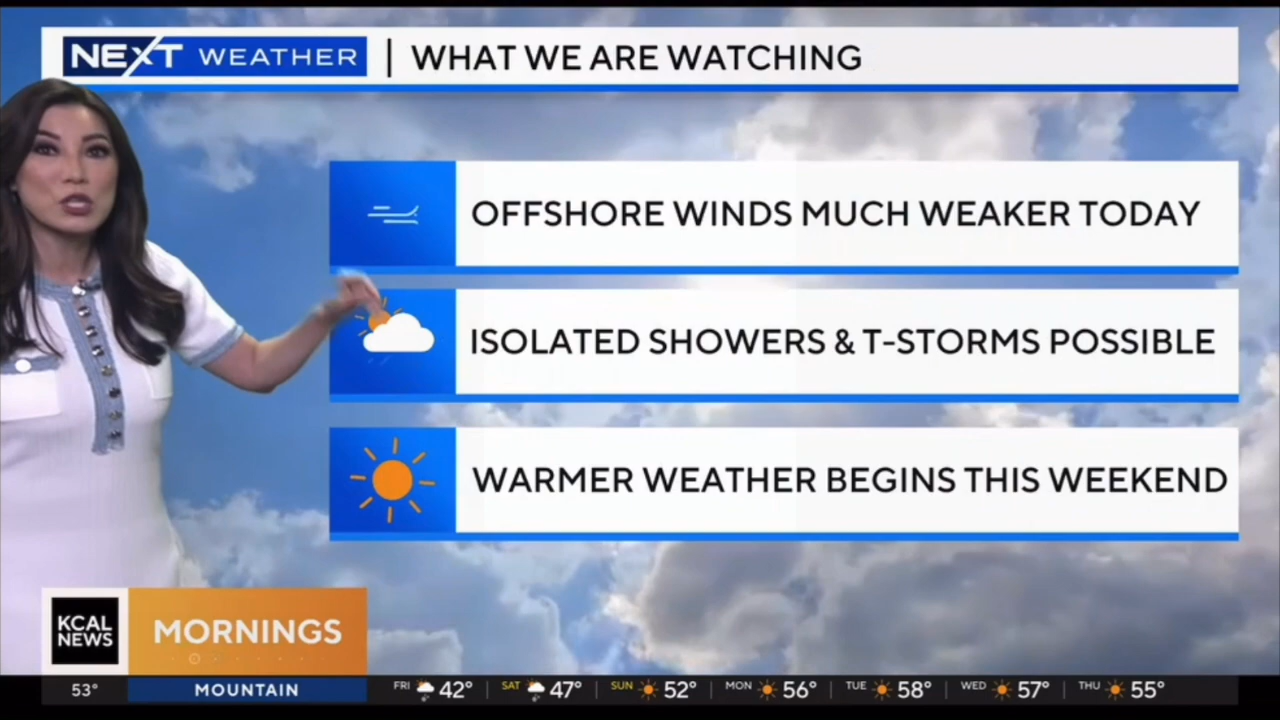 NEXT WEATHER | WHAT WE ARE WATCHING
OFFSHORE WINDS MUCH WEAKER TODAY
ISOLATED SHOWERS & T-STORMS POSSIBLE
WARMER WEATHER BEGINS THIS WEEKEND
KCAL
NEWS
MORNINGS
53° MOUNTAIN FRI 42° | SAT 47° | SUN 52° | MON 56° | TUE 58° | WED 57° | THU 55°